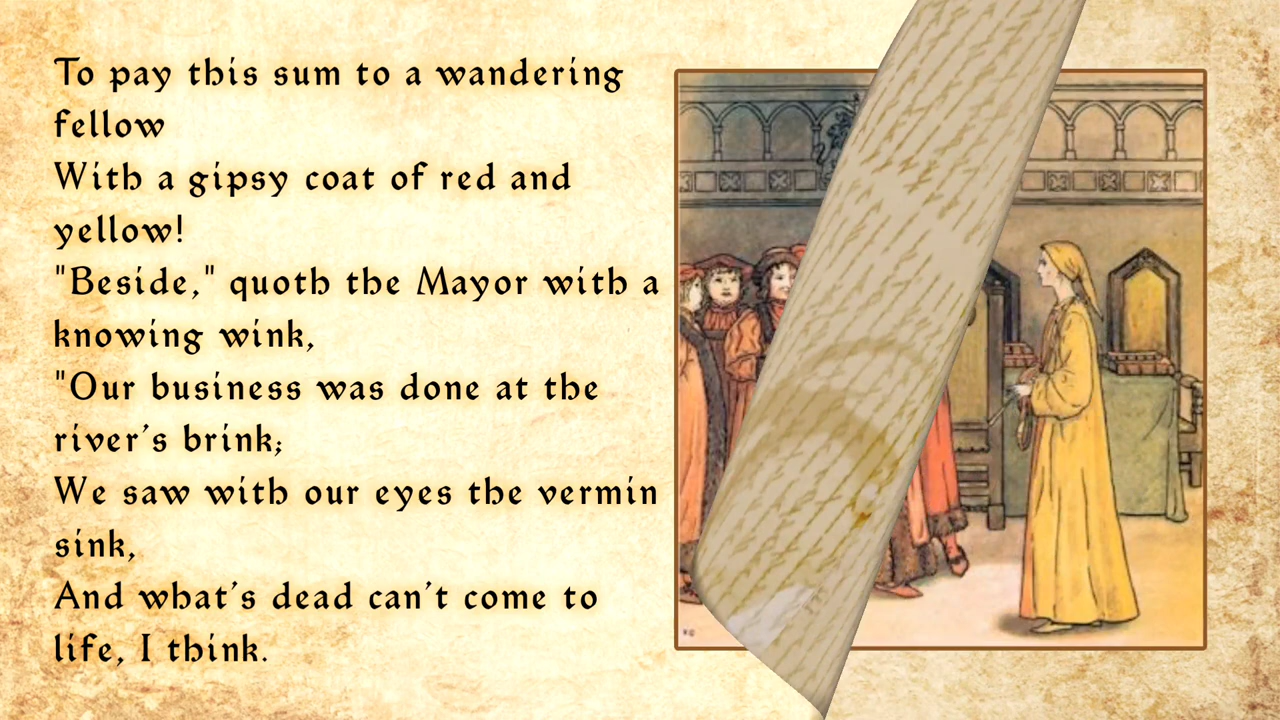 To pay this sum to a wandering
fellow
With a gipsy coat of red and
yellow!
"Beside," quoth the Mayor with a
knowing wink,
"Our business was done at the
river's brink;
We saw with our eyes the vermin
sink,
And what's dead can't come to
life, I think.